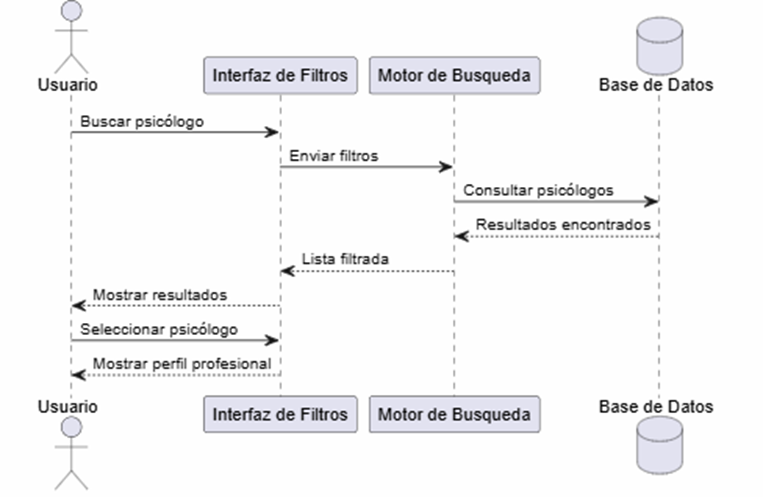 Usuario
Interfaz de Filtros
Motor de Busqueda
Base de Datos
Buscar psicólogo
Enviar filtros
Consultar psicólogos
Resultados encontrados
Lista filtrada
Mostrar resultados
Seleccionar psicólogo
Mostrar perfil profesional
Usuario
Interfaz de Filtros
Motor de Busqueda
Base de Datos